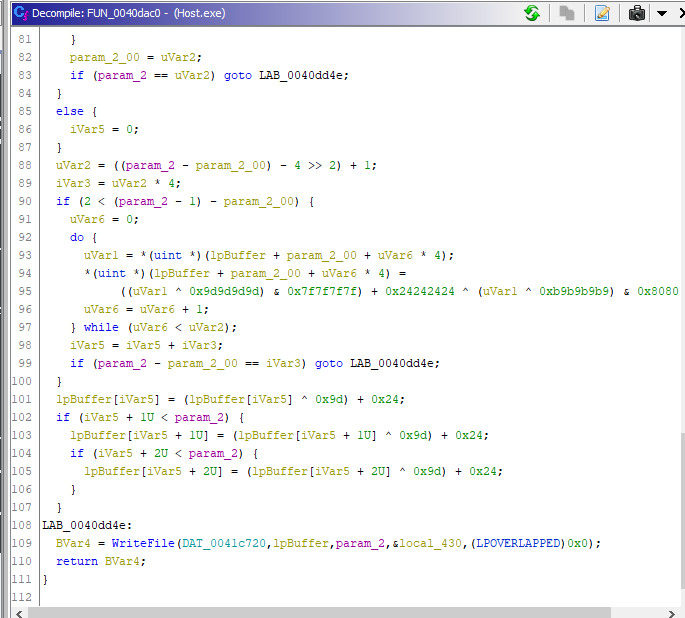 Decompile: FUN_0040dac0 - (Host.exe)
81 }
82 param_2_00 = uVar2;
83 if (param_2 == uVar2) goto LAB_0040dd4e;
84 }
85 else {
86 iVar5 = 0;
87 }
88 uVar2 = ((param_2 - param_2_00) - 4 >> 2) + 1;
89 iVar3 = uVar2 * 4;
90 if (2 < (param_2 - 1) - param_2_00) {
91 uVar6 = 0;
92 do {
93 uVar1 = *(uint *)(lpBuffer + param_2_00 + uVar6 * 4);
94 *(uint *)(lpBuffer + param_2_00 + uVar6 * 4) =
95 ((uVar1 ^ 0x9d9d9d9d) & 0x7f7f7f7f) + 0x24242424 ^ (uVar1 ^ 0xb9b9b9b9) & 0x8080
96 uVar6 = uVar6 + 1;
97 } while (uVar6 < uVar2);
98 iVar5 = iVar5 + iVar3;
99 if (param_2 - param_2_00 == iVar3) goto LAB_0040dd4e;
100 }
101 lpBuffer[iVar5] = (lpBuffer[iVar5] ^ 0x9d) + 0x24;
102 if (iVar5 + 1U < param_2) {
103 lpBuffer[iVar5 + 1U] = (lpBuffer[iVar5 + 1U] ^ 0x9d) + 0x24;
104 if (iVar5 + 2U < param_2) {
105 lpBuffer[iVar5 + 2U] = (lpBuffer[iVar5 + 2U] ^ 0x9d) + 0x24;
106 }
107 }
108 LAB_0040dd4e:
109 BVar4 = WriteFile(DAT_0041c720,lpBuffer,param_2,&local_430,(LPOVERLAPPED)0x0);
110 return BVar4;
111 }
112